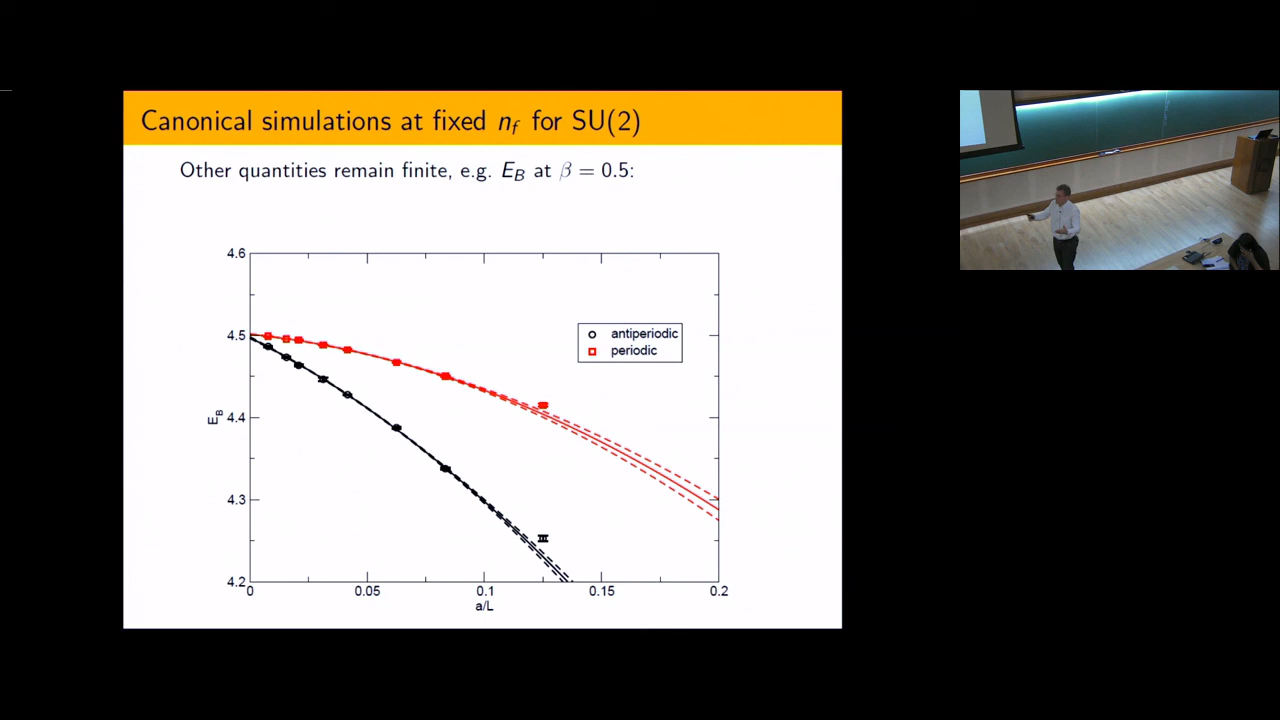 Canonical simulations at fixed n_f for SU(2)
Other quantities remain finite, e.g. E_B at β = 0.5:
4.6
4.5
4.4
4.3
4.2
E_B
antiperiodic
periodic
0 0.05 0.1 0.15 0.2
a/L